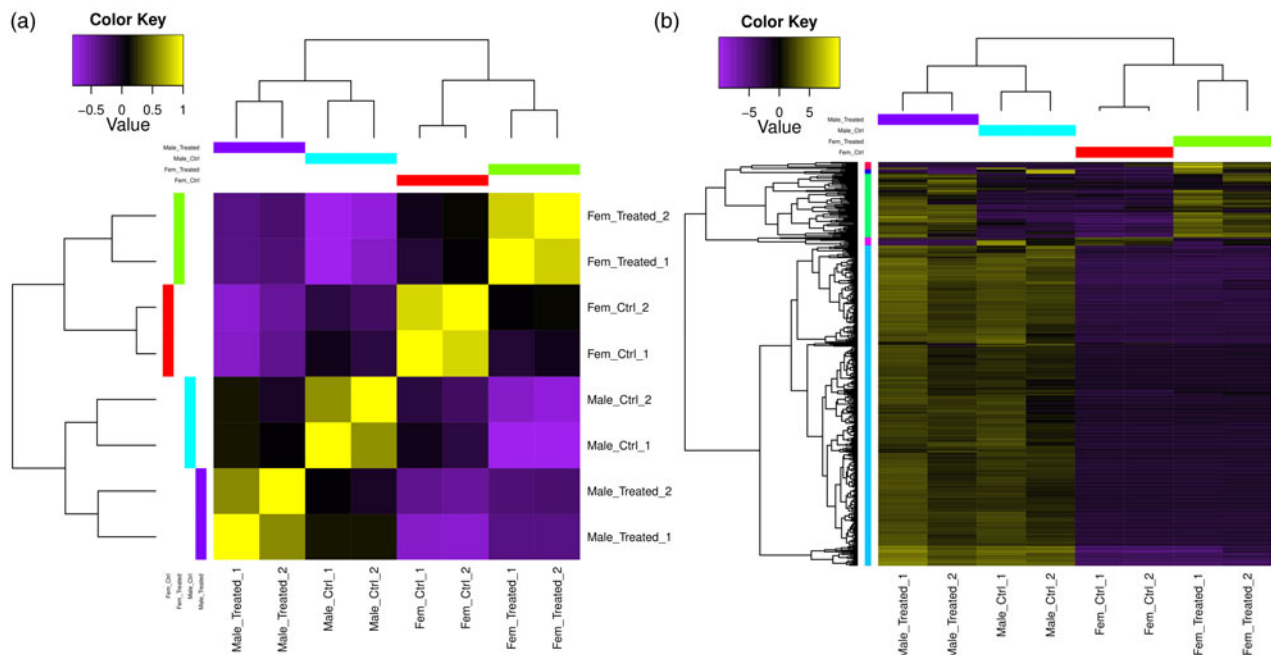 (a)
Color Key
−0.5 0 0.5 1
Value
Male_Treated
Male_Ctrl
Fem_Treated
Fem_Ctrl
Fem_Treated_2
Fem_Treated_1
Fem_Ctrl_2
Fem_Ctrl_1
Male_Ctrl_2
Male_Ctrl_1
Male_Treated_2
Male_Treated_1
Fem_Ctrl
Fem_Treated
Male_Ctrl
Male_Treated
Male_Treated_1
Male_Treated_2
Male_Ctrl_1
Male_Ctrl_2
Fem_Ctrl_1
Fem_Ctrl_2
Fem_Treated_1
Fem_Treated_2
(b)
Color Key
−5 0 5
Value
Male_Treated
Male_Ctrl
Fem_Treated
Fem_Ctrl
Male_Treated_1
Male_Treated_2
Male_Ctrl_1
Male_Ctrl_2
Fem_Ctrl_1
Fem_Ctrl_2
Fem_Treated_1
Fem_Treated_2